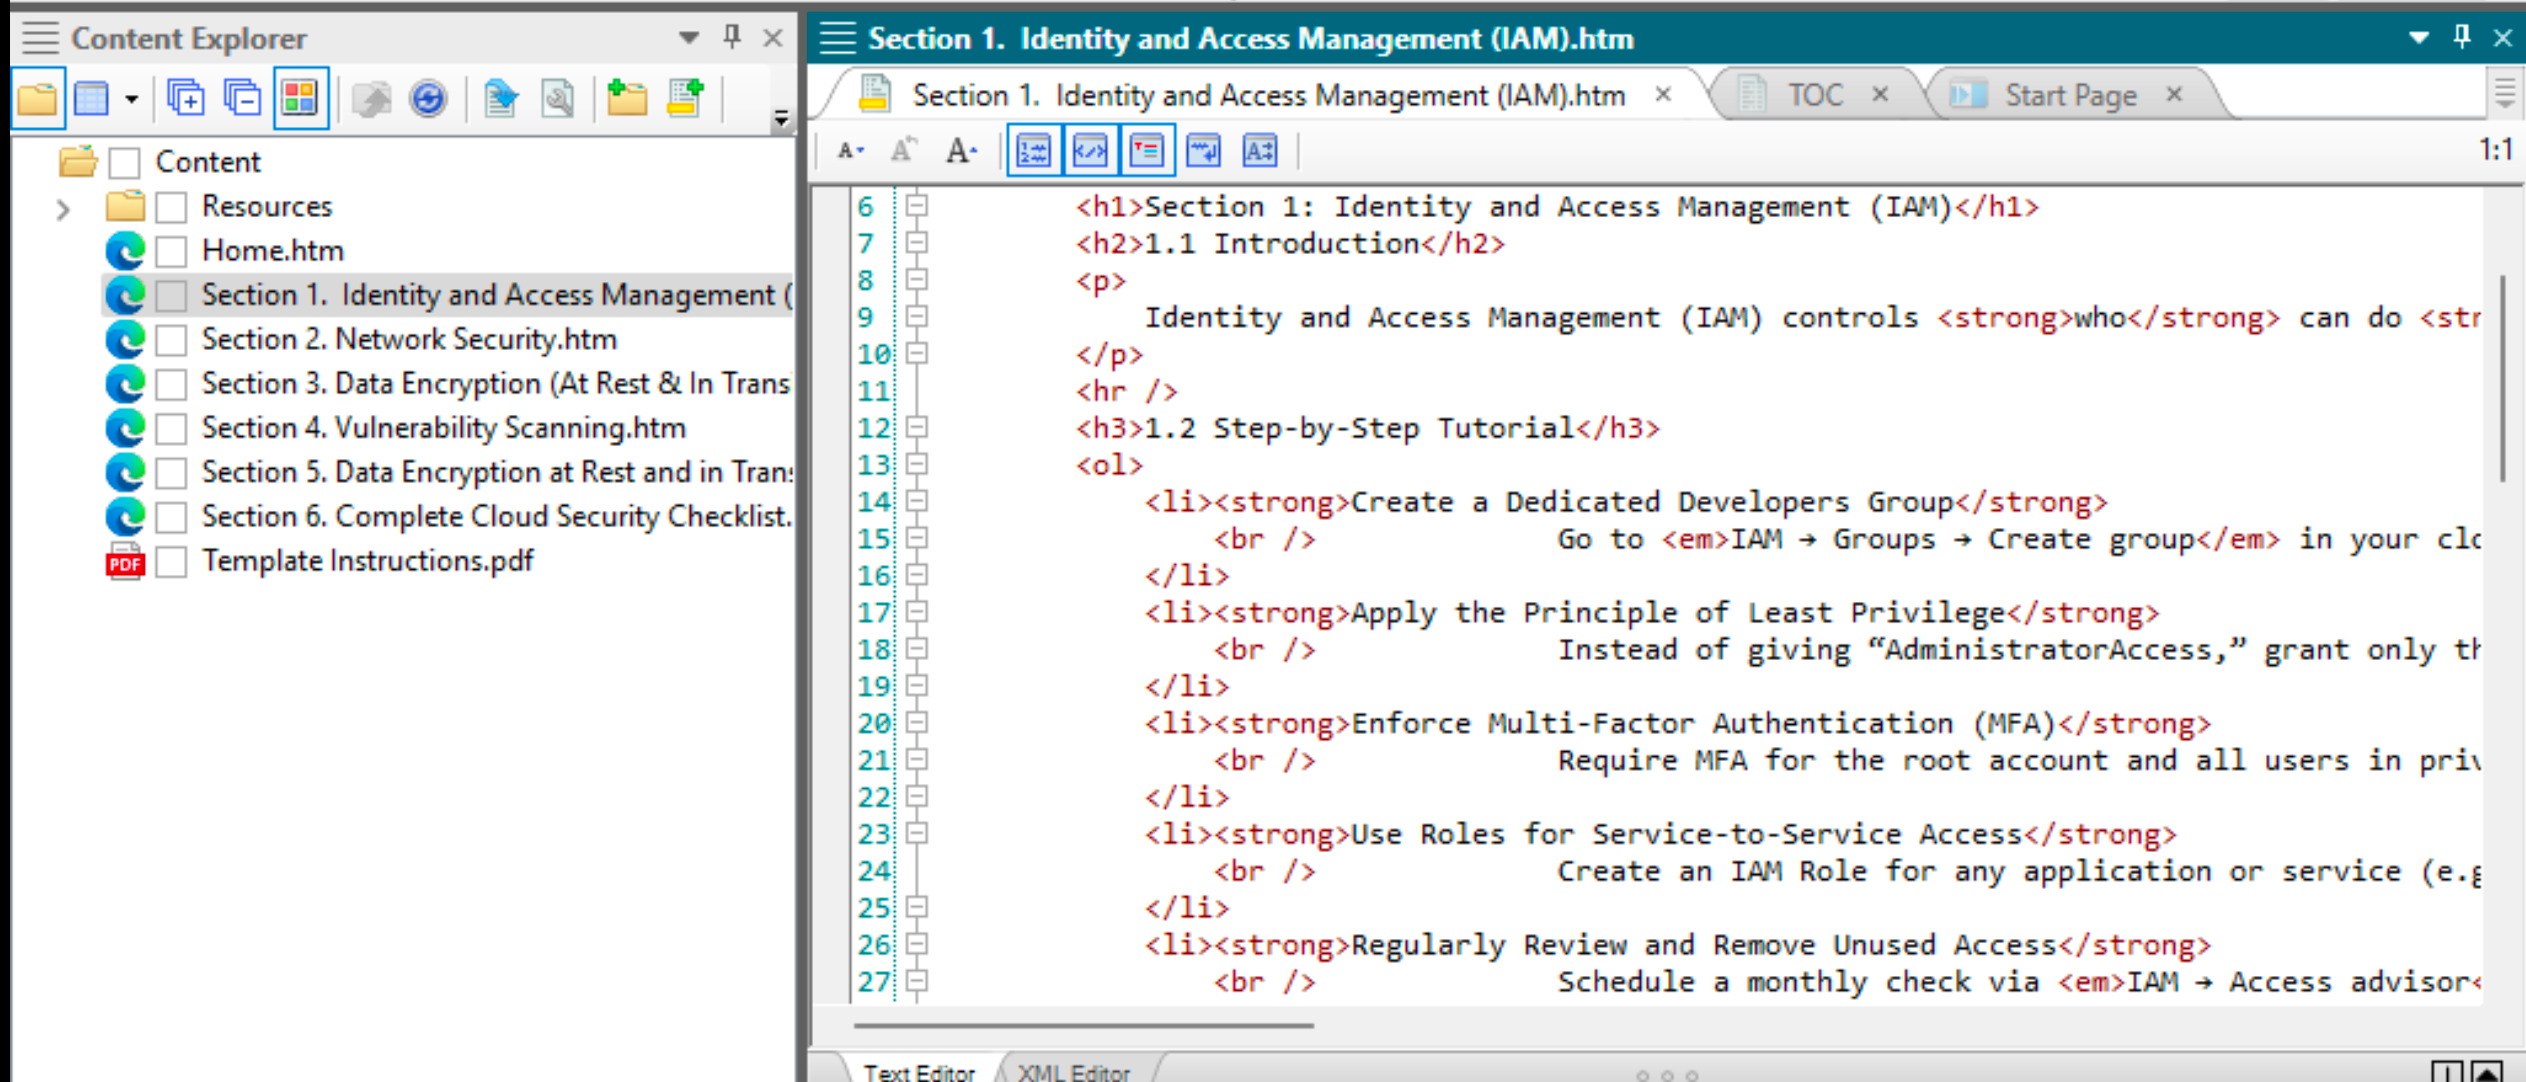 Content Explorer
Content
Resources
Home.htm
Section 1.  Identity and Access Management (
Section 2. Network Security.htm
Section 3. Data Encryption (At Rest & In Trans
Section 4. Vulnerability Scanning.htm
Section 5. Data Encryption at Rest and in Trans
Section 6. Complete Cloud Security Checklist.
PDF Template Instructions.pdf
Section 1.  Identity and Access Management (IAM).htm
Section 1.  Identity and Access Management (IAM).htm TOC Start Page
A A A 1:1
6 <h1>Section 1: Identity and Access Management (IAM)</h1>
7 <h2>1.1 Introduction</h2>
8 <p>
9 Identity and Access Management (IAM) controls <strong>who</strong> can do <str
10 </p>
11 <hr />
12 <h3>1.2 Step-by-Step Tutorial</h3>
13 <ol>
14 <li><strong>Create a Dedicated Developers Group</strong>
15 <br /> Go to <em>IAM → Groups → Create group</em> in your clo
16 </li>
17 <li><strong>Apply the Principle of Least Privilege</strong>
18 <br /> Instead of giving “AdministratorAccess,” grant only th
19 </li>
20 <li><strong>Enforce Multi-Factor Authentication (MFA)</strong>
21 <br /> Require MFA for the root account and all users in priv
22 </li>
23 <li><strong>Use Roles for Service-to-Service Access</strong>
24 <br /> Create an IAM Role for any application or service (e.g
25 </li>
26 <li><strong>Regularly Review and Remove Unused Access</strong>
27 <br /> Schedule a monthly check via <em>IAM → Access advisor<
Text Editor XML Editor